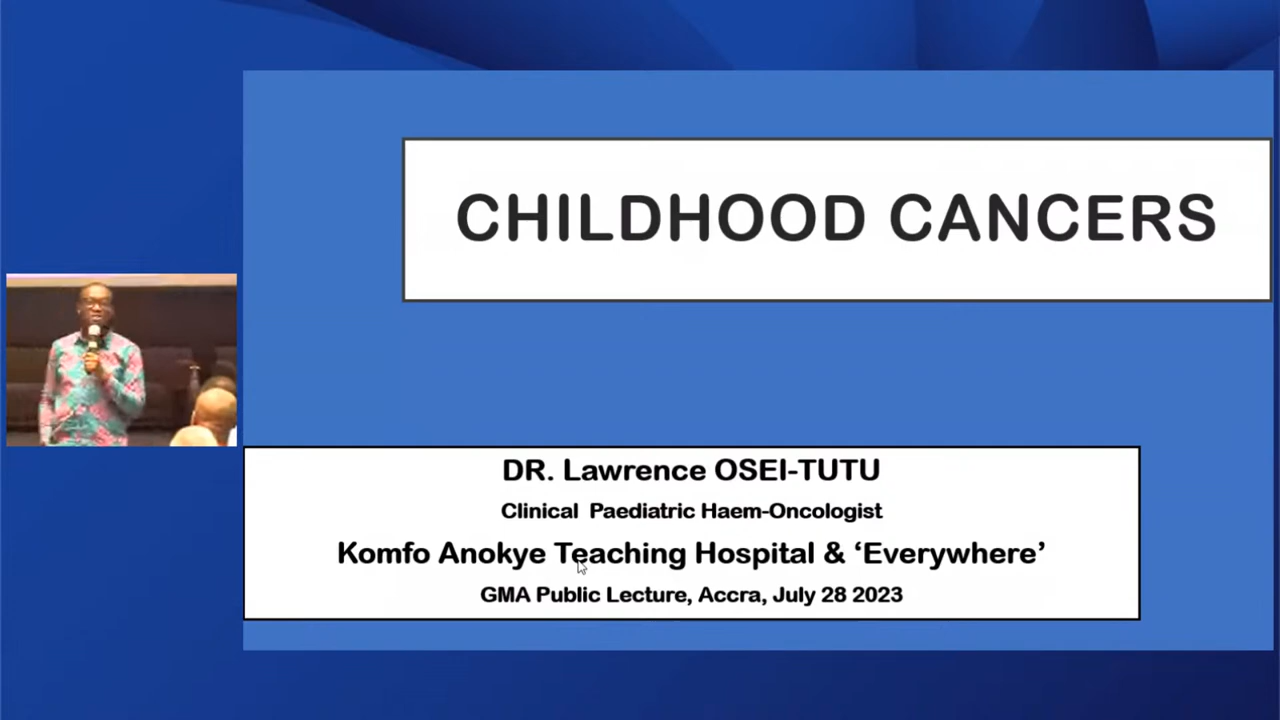 CHILDHOOD CANCERS
DR. Lawrence OSEI-TUTU
Clinical Paediatric Haem-Oncologist
Komfo Anokye Teaching Hospital & ‘Everywhere’
GMA Public Lecture, Accra, July 28 2023